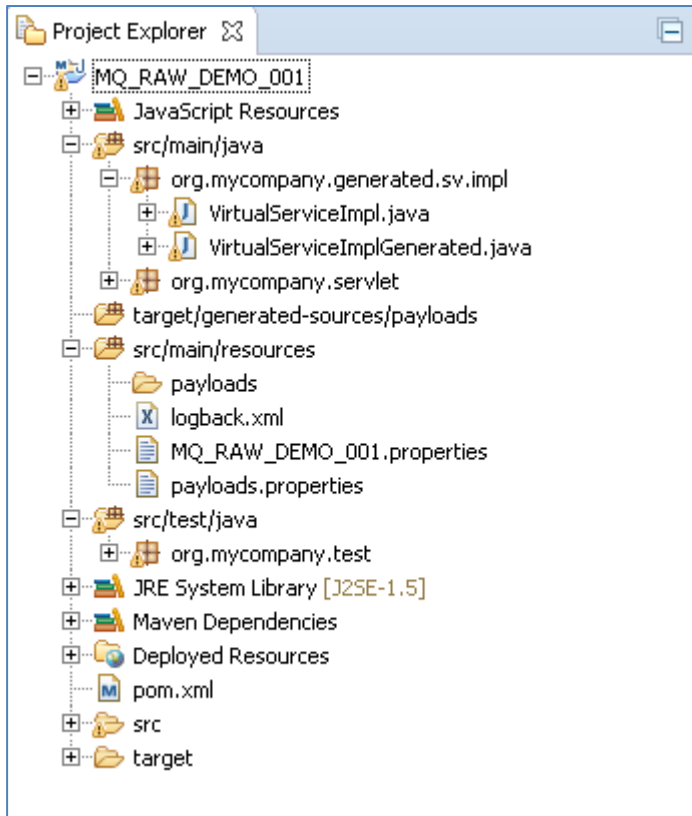 Project Explorer
MQ_RAW_DEMO_001
JavaScript Resources
src/main/java
org.mycompany.generated.sv.impl
VirtualServiceImpl.java
VirtualServiceImplGenerated.java
org.mycompany.servlet
target/generated-sources/payloads
src/main/resources
payloads
logback.xml
MQ_RAW_DEMO_001.properties
payloads.properties
src/test/java
org.mycompany.test
JRE System Library [J2SE-1.5]
Maven Dependencies
Deployed Resources
pom.xml
src
target